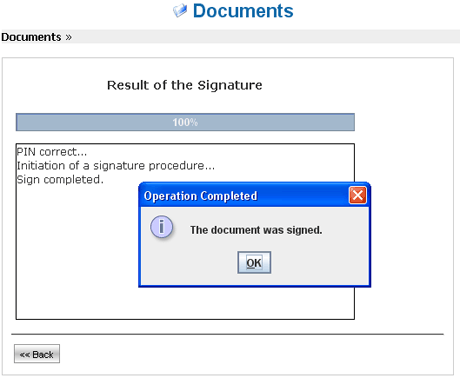 Documents
Documents »
Result of the Signature
100%
PIN correct...
Initiation of a signature procedure...
Sign completed.
Operation Completed
The document was signed.
OK
<< Back